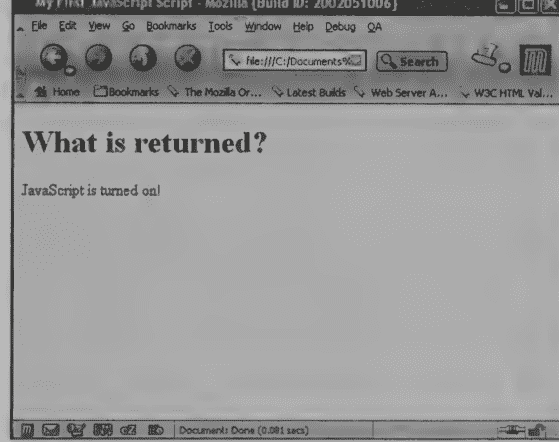 My First JavaScript Script - Mozilla {Build ID: 2002051006}
File Edit View Go Bookmarks Tools Window Help Debug QA
file:///C:/Documents% Search
Home Bookmarks The Mozilla Or... Latest Builds Web Server A... W3C HTML Val...
What is returned?
JavaScript is turned on!
Document: Done (0.081 secs)